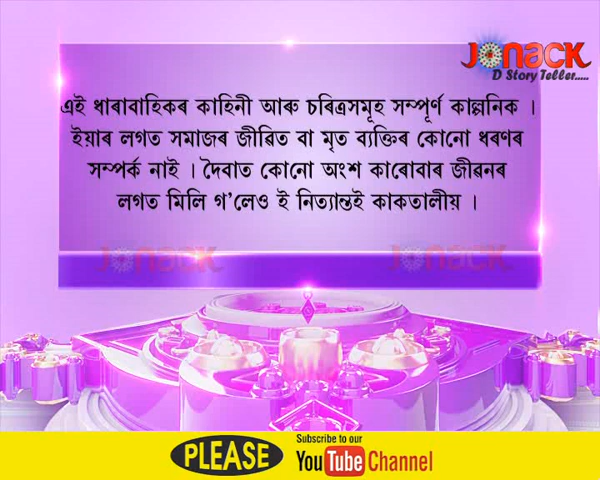 JONACK
D Story Teller.....
এই ধাৰাবাহিকৰ কাহিনী আৰু চৰিত্ৰসমূহ সম্পূৰ্ণ কাল্পনিক ।
ইয়াৰ লগত সমাজৰ জীৱিত বা মৃত ব্যক্তিৰ কোনো ধৰণৰ
সম্পৰ্ক নাই । দৈবাত কোনো অংশ কাৰোবাৰ জীৱনৰ
লগত মিলি গ'লেও ই নিত্যান্তই কাকতালীয় ।
JONACK JONACK
PLEASE
Subscribe to our
YouTube Channel